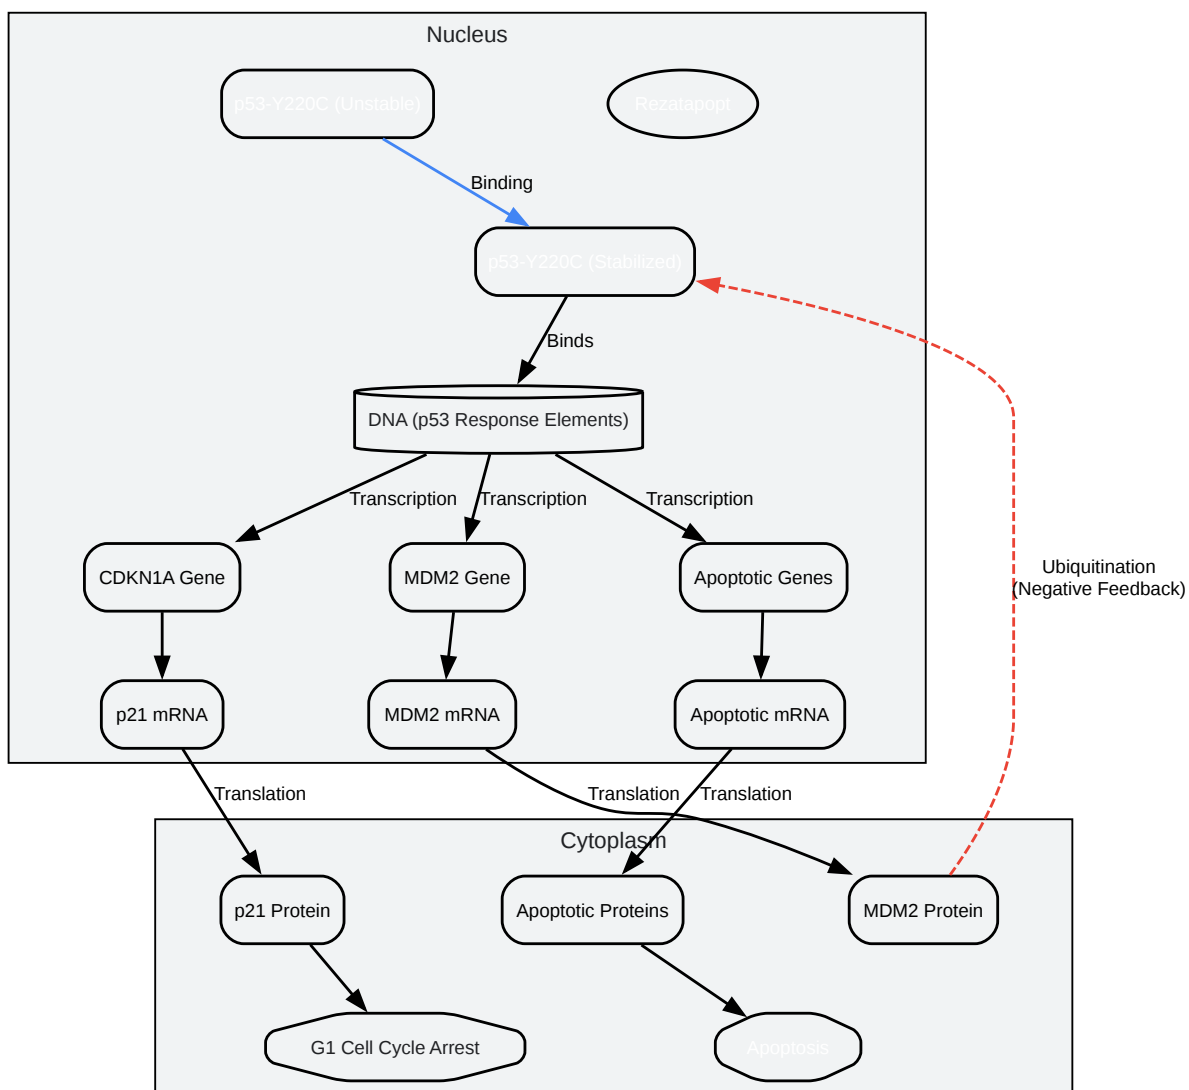 Nucleus
p53-Y220C (Unstable)
Rezatapopt
Binding
p53-Y220C (Stabilized)
Binds
DNA (p53 Response Elements)
Transcription
Transcription
Transcription
CDKN1A Gene
MDM2 Gene
Apoptotic Genes
Ubiquitination
(Negative Feedback)
p21 mRNA
MDM2 mRNA
Apoptotic mRNA
Translation
Translation
Translation
Cytoplasm
p21 Protein
Apoptotic Proteins
MDM2 Protein
G1 Cell Cycle Arrest
Apoptosis